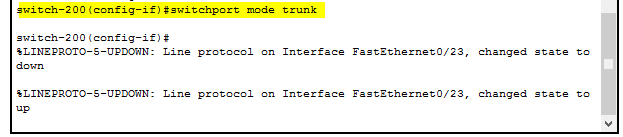 switch-200(config-if)#switchport mode trunk
switch-200(config-if)#
%LINEPROTO-5-UPDOWN: Line protocol on Interface FastEthernet0/23, changed state to
down
%LINEPROTO-5-UPDOWN: Line protocol on Interface FastEthernet0/23, changed state to
up